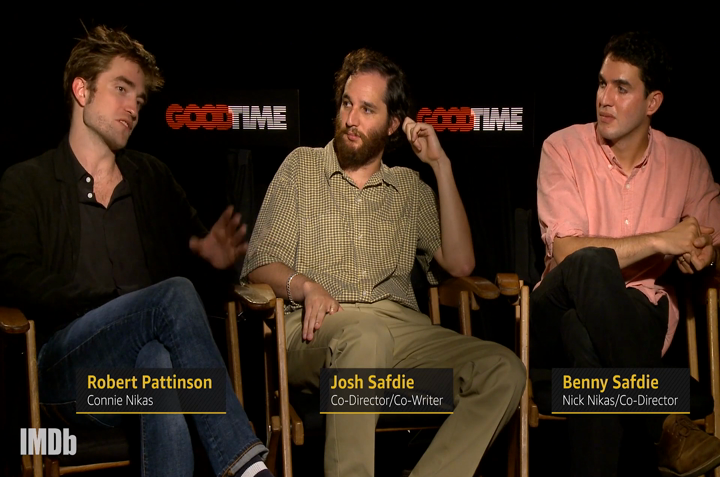 GOODTIME
GOODTIME
Robert Pattinson
Connie Nikas
Josh Safdie
Co-Director/Co-Writer
Benny Safdie
Nick Nikas/Co-Director
IMDb